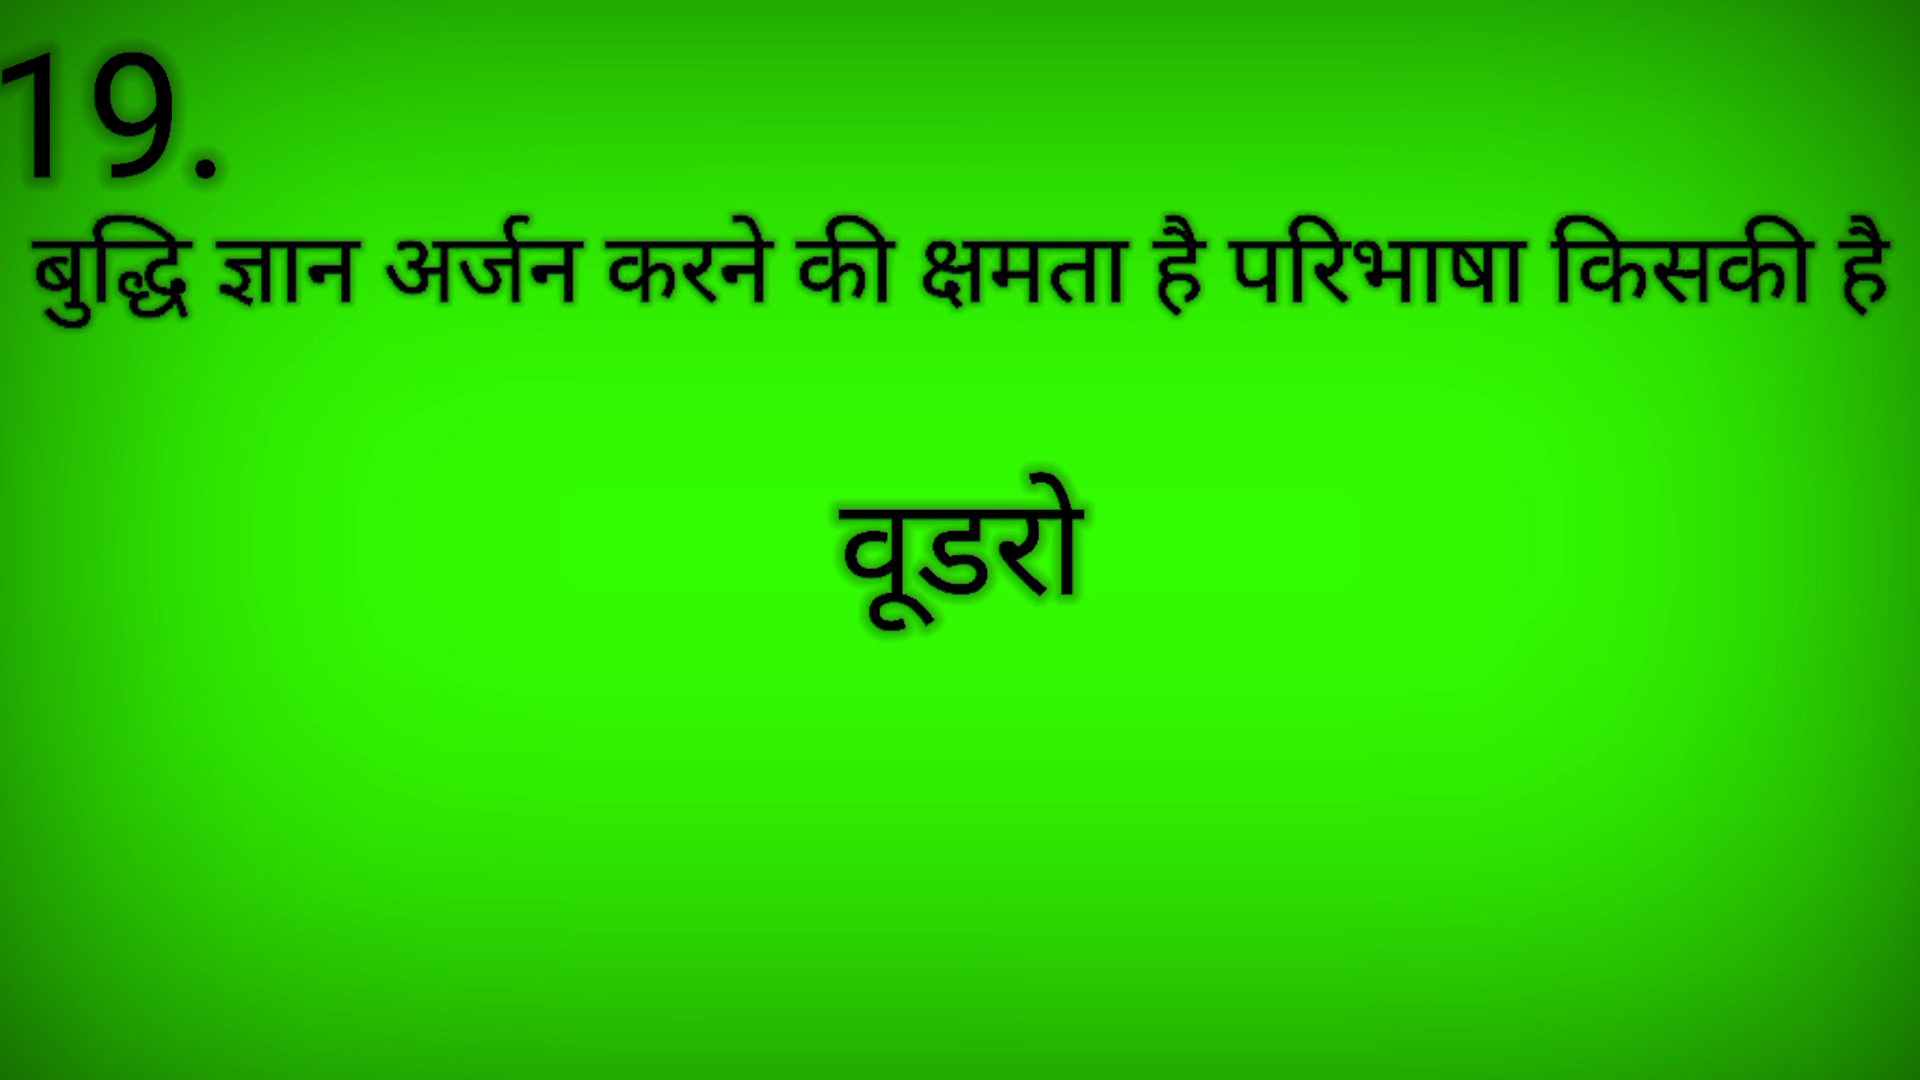 19.
बुद्धि ज्ञान अर्जन करने की क्षमता है परिभाषा किसकी है
वूडरो